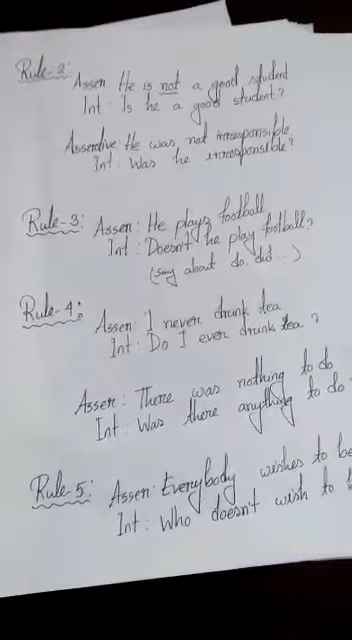 Rule-2: Assen He is not a good student
Int : Is he a good student?
Asserdive He was not irresponsible
Int: Was he irresponsible?
Rule-3: Assen: He plays football
Int : Doesn't he play football?
(say about do, did ...)
Rule-4: Assen: I never drunk tea
Int: Do I ever drunk tea?
Assen: There was nothing to do
Int: Was there anything to do
Rule-5: Assen: Everybody wishes to be
Int: Who doesn't wish to